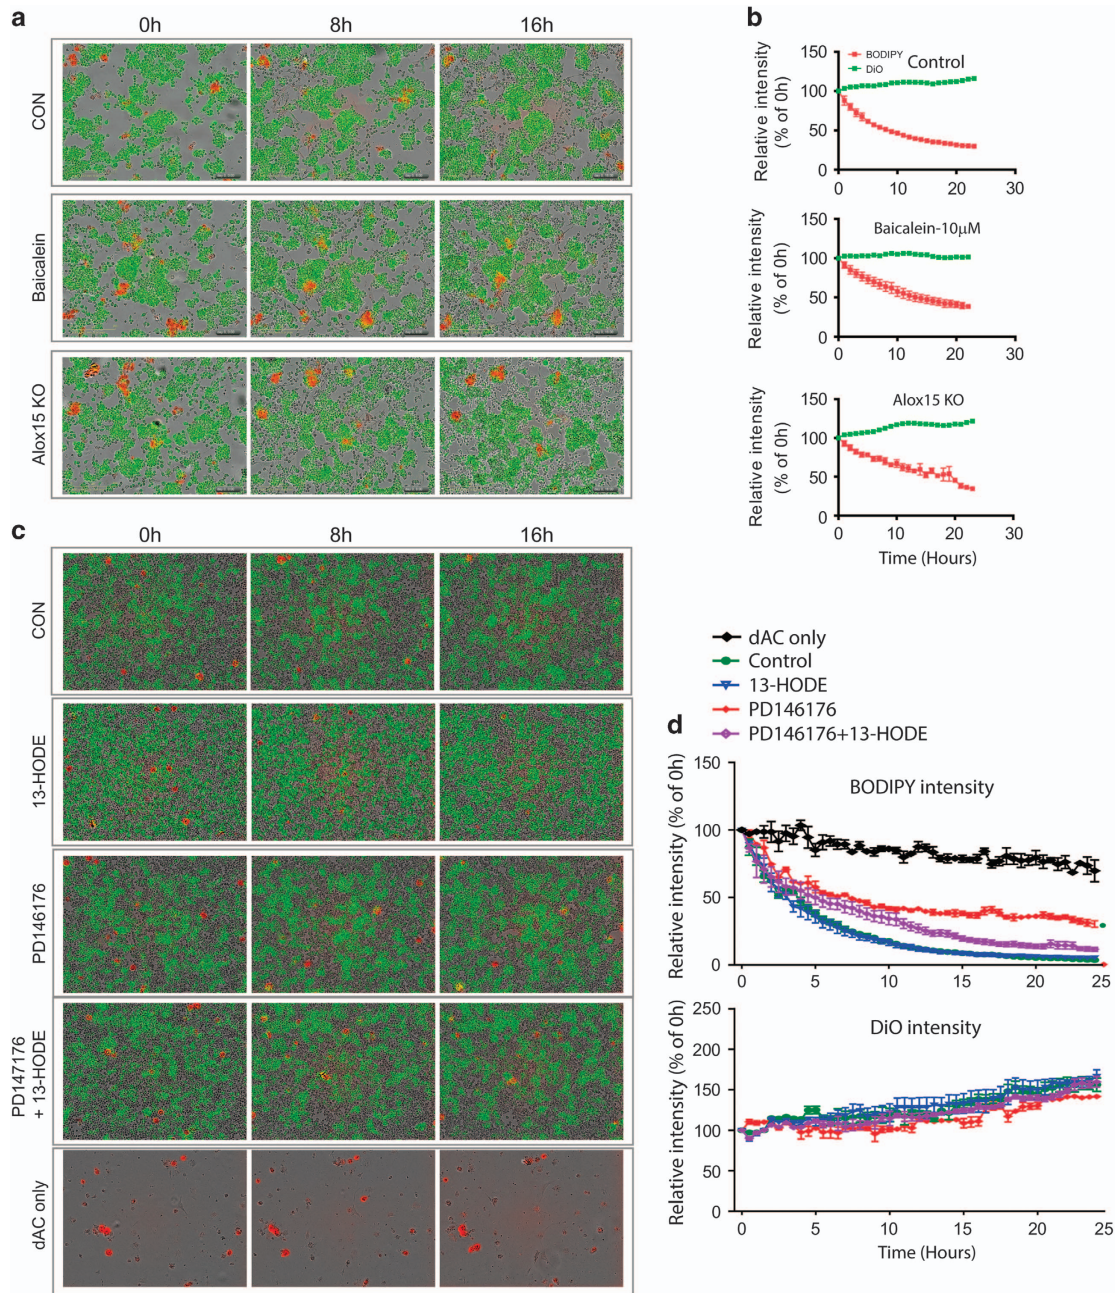 a
0h 8h 16h
CON
Baicalein
Alox15 KO
b
Relative intensity
(% of 0h)
150
100
50
0
BODIPY
DiO
Control
0 10 20 30
Relative intensity
(% of 0h)
150
100
50
0
Baicalein-10μM
0 10 20 30
Relative intensity
(% of 0h)
150
100
50
0
Alox15 KO
0 10 20 30
Time (Hours)
c
0h 8h 16h
CON
13-HODE
PD146176
PD147176
+ 13-HODE
dAC only
dAC only
Control
13-HODE
PD146176
PD146176+13-HODE
d
Relative intensity (% of 0h)
150
100
50
0
BODIPY intensity
0 5 10 15 20 25
Relative intensity (% of 0h)
250
200
150
100
50
0
DiO intensity
0 5 10 15 20 25
Time (Hours)